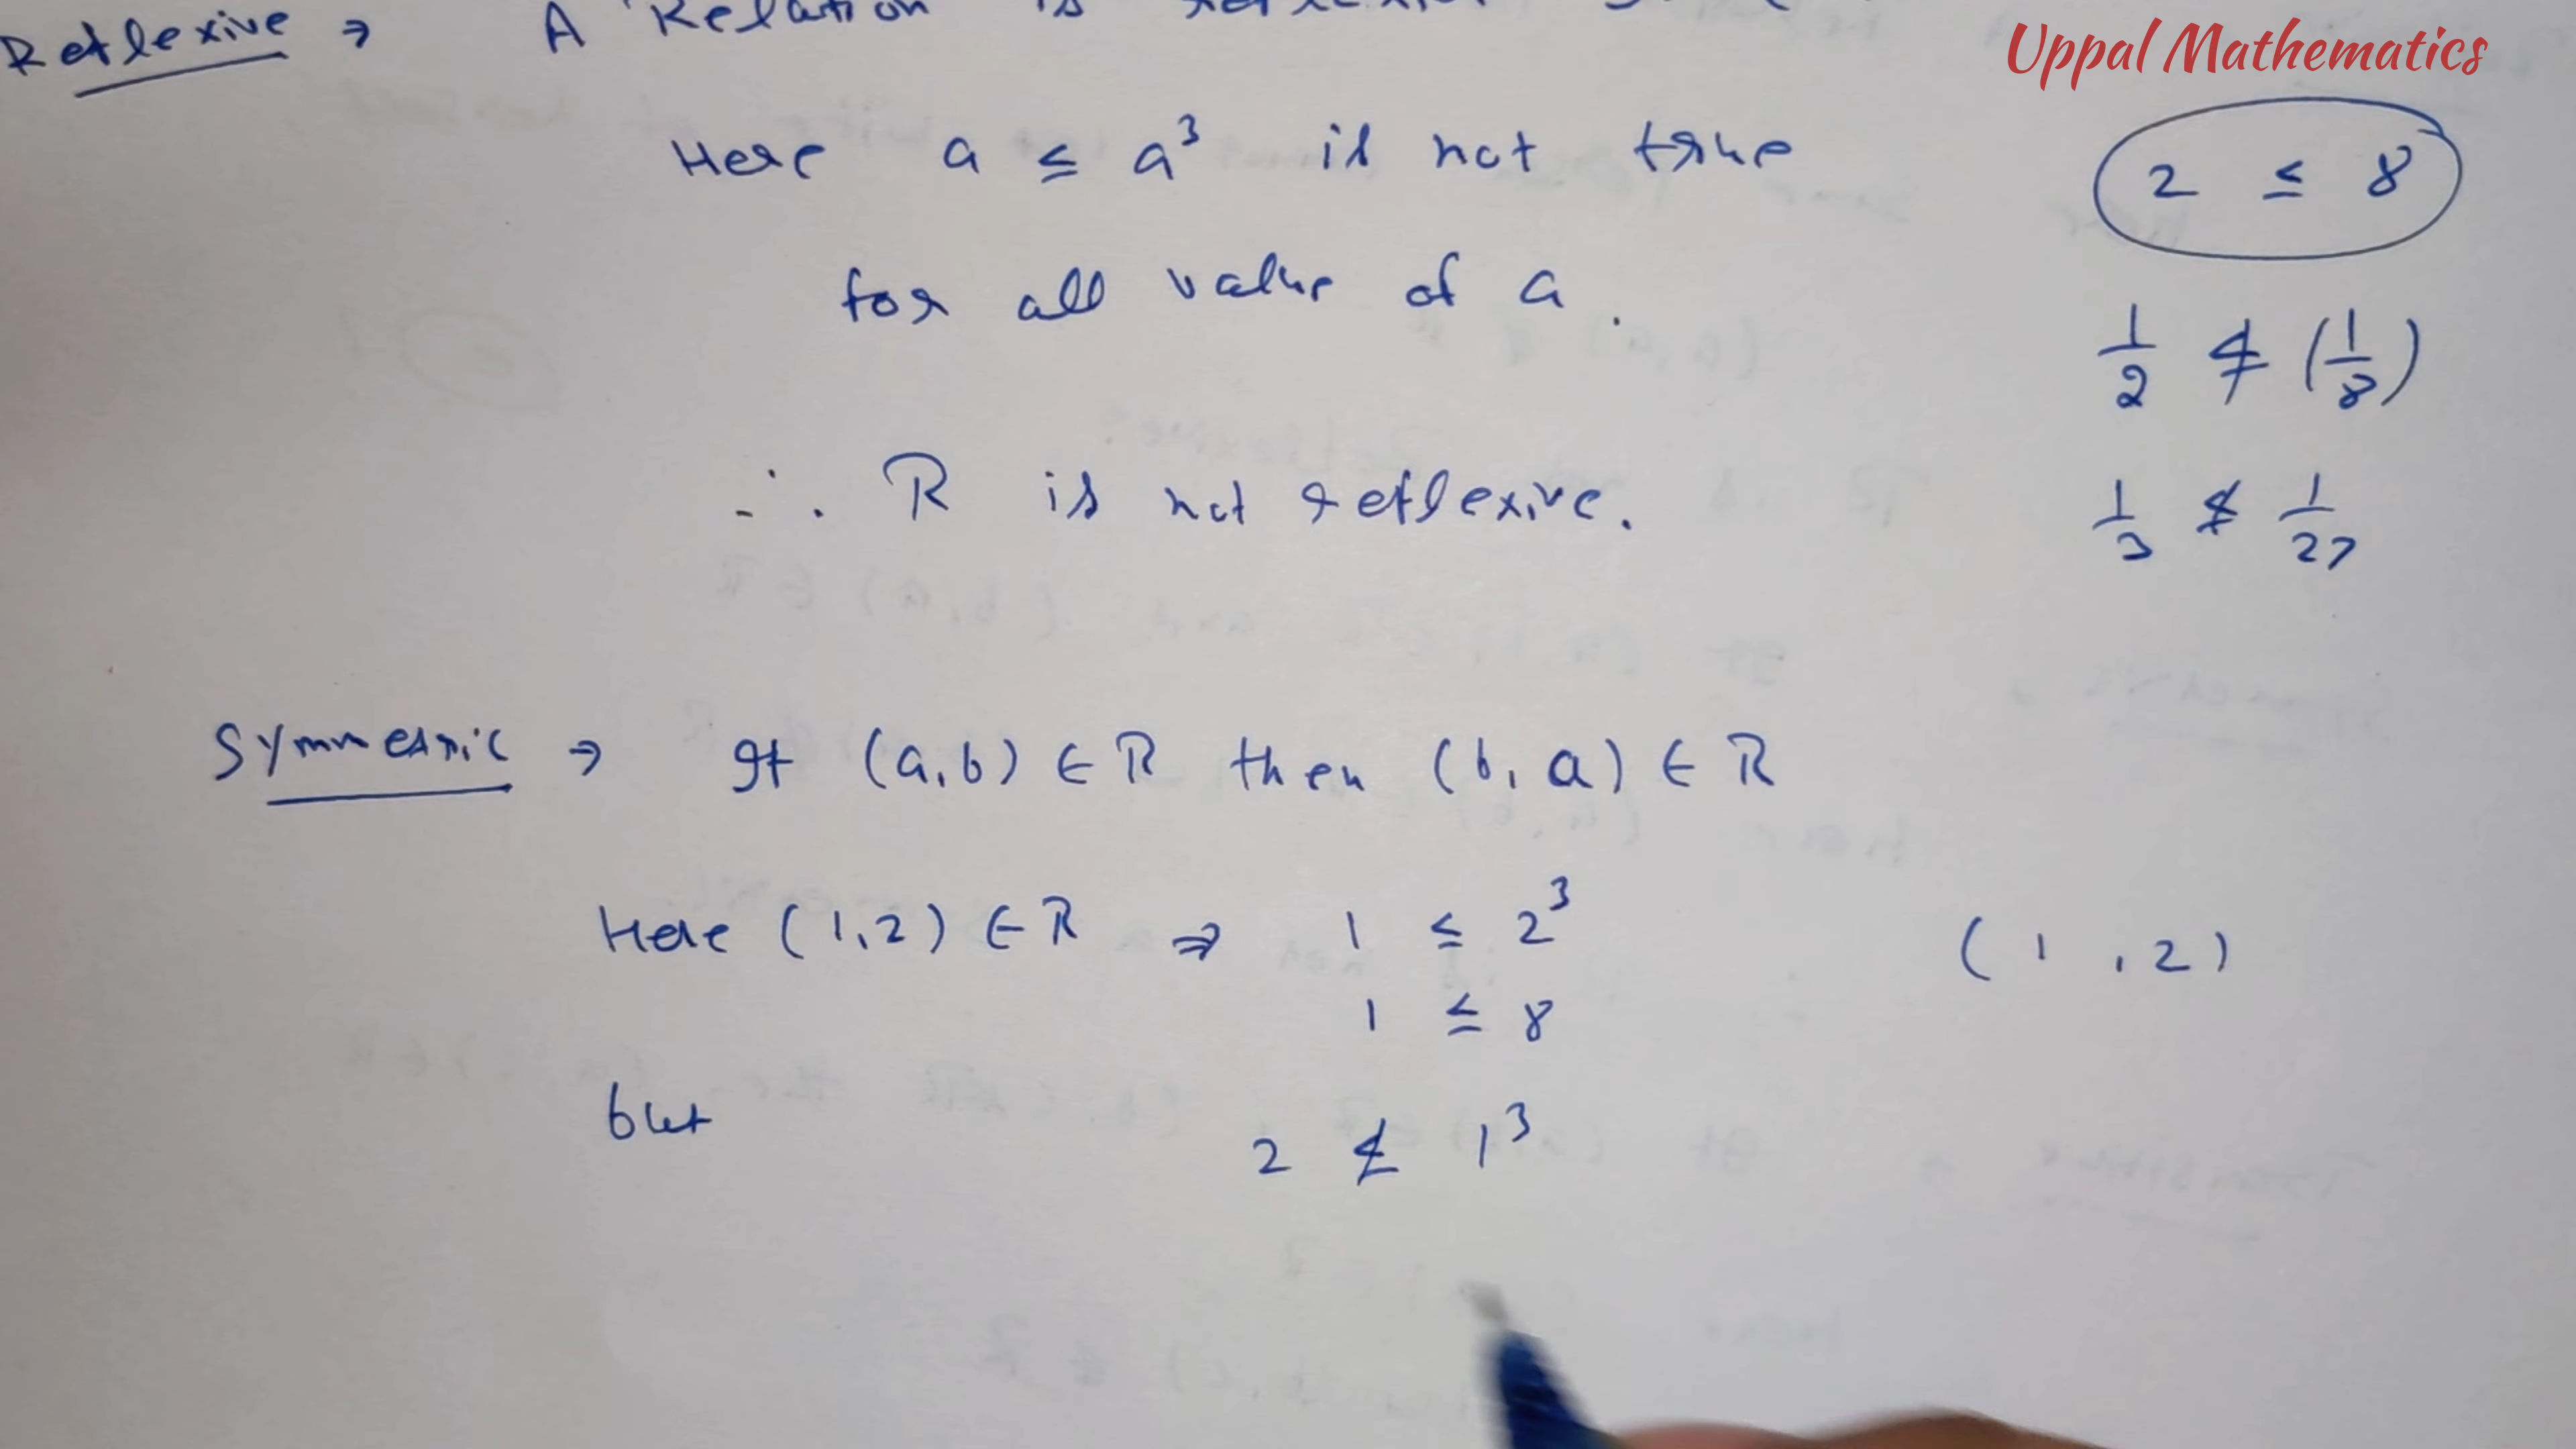 Uppal Mathematics
Reflexive → A Relation is
Here a ≤ a³ is not true
2 ≤ 8
for all value of a.
1/2 ≰ (1/8)
∴ R is not reflexive.
1/3 ≰ 1/27
Symmetric → If (a,b) ∈ R then (b, a) ∈ R
Here (1,2) ∈ R ⇒ 1 ≤ 2³
(1, 2)
1 ≤ 8
but 2 ≰ 1³